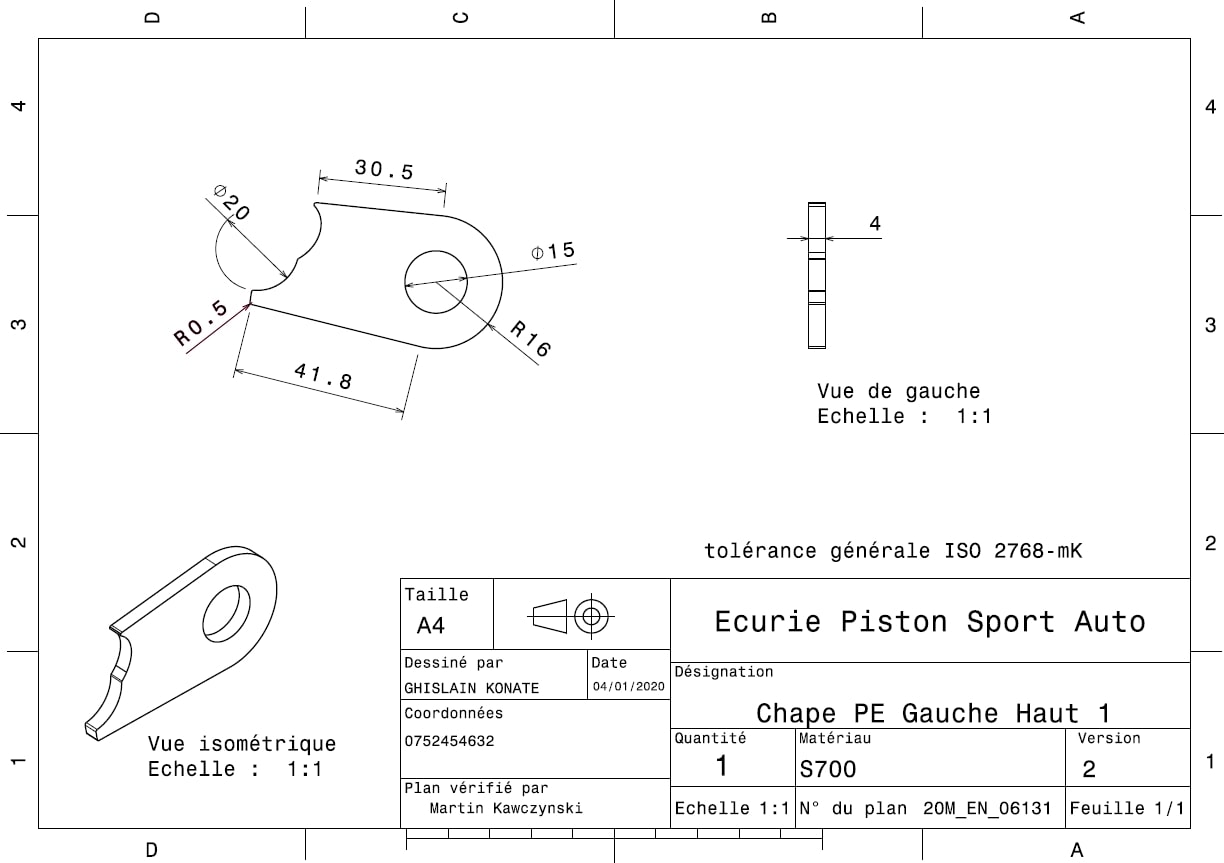 D C B A
4 4
30.5
⌀20
⌀15
4
3 3
R0.5
R16
41.8
Vue de gauche
Echelle : 1:1
2 2
tolérance générale ISO 2768-mK
Taille
A4
Ecurie Piston Sport Auto
Dessiné par
GHISLAIN KONATE
Date
04/01/2020
Désignation
Chape PE Gauche Haut 1
Coordonnées
0752454632
Quantité
1
Matériau
S700
Version
2
Vue isométrique
Echelle : 1:1
1 1
Plan vérifié par
Martin Kawczynski
Echelle 1:1 N° du plan 20M_EN_06131 Feuille 1/1
D A